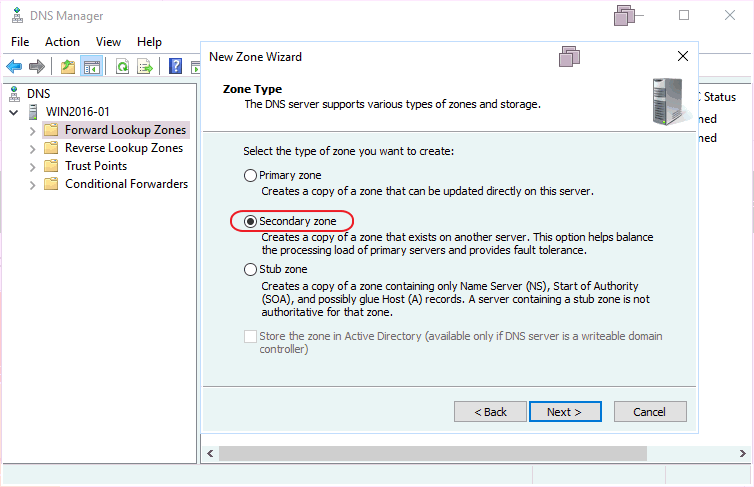 DNS Manager
File Action View Help
DNS
WIN2016-01
Forward Lookup Zones
Reverse Lookup Zones
Trust Points
Conditional Forwarders
C Status
ned
ned
New Zone Wizard
Zone Type
The DNS server supports various types of zones and storage.
Select the type of zone you want to create:
Primary zone
Creates a copy of a zone that can be updated directly on this server.
Secondary zone
Creates a copy of a zone that exists on another server. This option helps balance
the processing load of primary servers and provides fault tolerance.
Stub zone
Creates a copy of a zone containing only Name Server (NS), Start of Authority
(SOA), and possibly glue Host (A) records. A server containing a stub zone is not
authoritative for that zone.
Store the zone in Active Directory (available only if DNS server is a writeable domain
controller)
< Back Next > Cancel